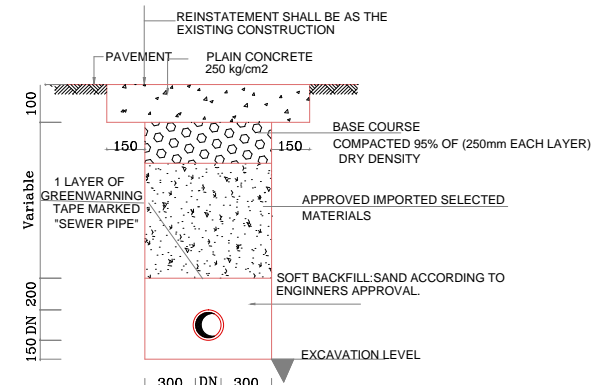 REINSTATEMENT SHALL BE AS THE
EXISTING CONSTRUCTION
PAVEMENT
PLAIN CONCRETE
250 kg/cm2
100
150
150
BASE COURSE
COMPACTED 95% OF (250mm EACH LAYER)
DRY DENSITY
1 LAYER OF
GREENWARNING
TAPE MARKED
"SEWER PIPE"
Variable
APPROVED IMPORTED SELECTED
MATERIALS
SOFT BACKFILL:SAND ACCORDING TO
ENGINNERS APPROVAL.
200
DN
150
EXCAVATION LEVEL
300 DN 300